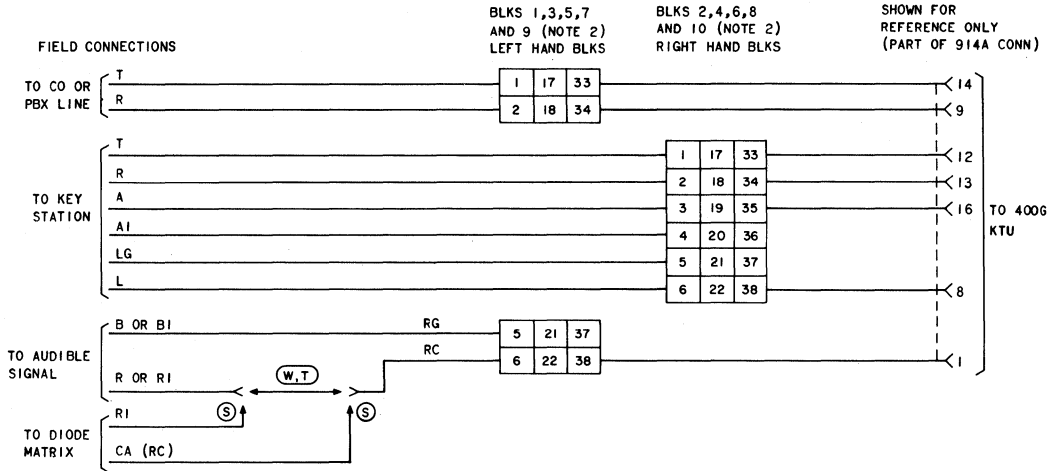 BLKS 1,3,5,7
AND 9 (NOTE 2)
LEFT HAND BLKS
BLKS 2,4,6,8
AND 10 (NOTE 2)
RIGHT HAND BLKS
SHOWN FOR
REFERENCE ONLY
(PART OF 914A CONN)
FIELD CONNECTIONS
TO CO OR
PBX LINE
T 1 17 33 14
R 2 18 34 9
TO KEY
STATION
T 1 17 33 12
R 2 18 34 13
A 3 19 35 16
A1 4 20 36
LG 5 21 37
L 6 22 38 8
TO 400G
KTU
TO AUDIBLE
SIGNAL
B OR B1 RG 5 21 37
RC 6 22 38 1
R OR R1 W,T
S S
TO DIODE
MATRIX
R1
CA (RC)